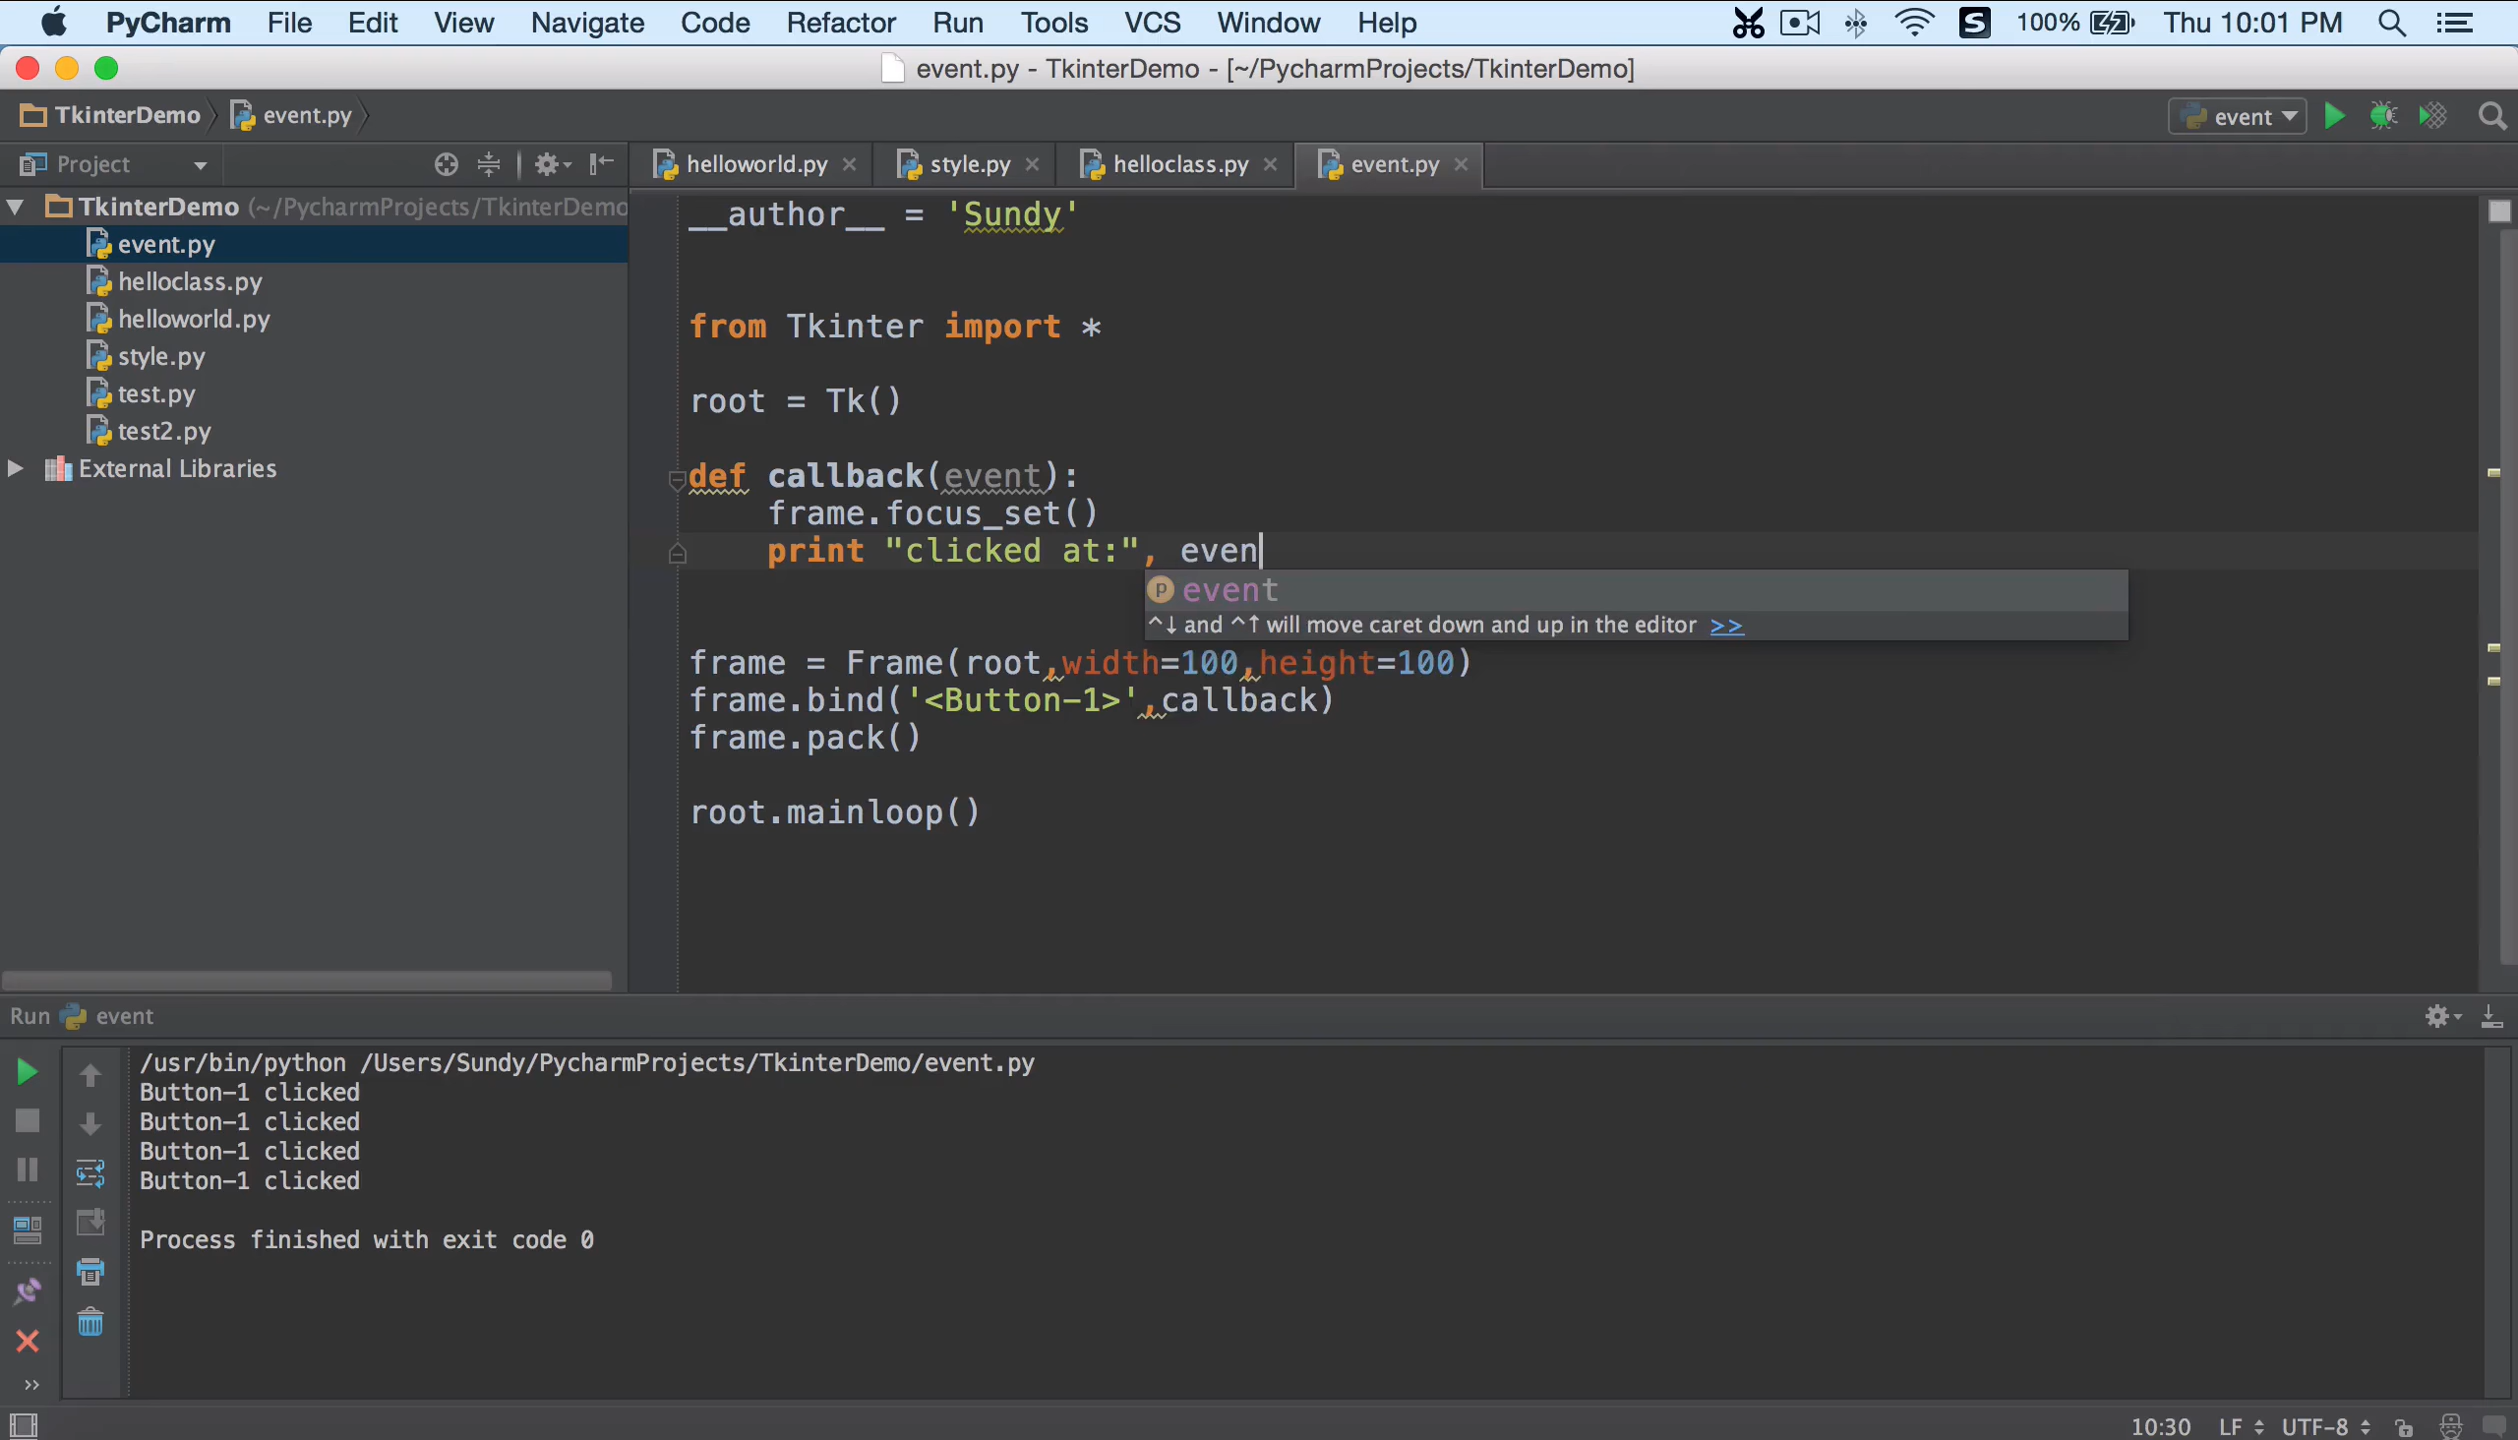 PyCharm File Edit View Navigate Code Refactor Run Tools VCS Window Help S 100% Thu 10:01 PM
event.py - TkinterDemo - [~/PycharmProjects/TkinterDemo]
TkinterDemo event.py event
Project helloworld.py style.py helloclass.py event.py
TkinterDemo (~/PycharmProjects/TkinterDemo
event.py
helloclass.py
helloworld.py
style.py
test.py
test2.py
External Libraries
__author__ = 'Sundy'
from Tkinter import *
root = Tk()
def callback(event):
frame.focus_set()
print "clicked at:", even
p event
^↓ and ^↑ will move caret down and up in the editor >>
frame = Frame(root,width=100,height=100)
frame.bind('<Button-1>',callback)
frame.pack()
root.mainloop()
Run event
/usr/bin/python /Users/Sundy/PycharmProjects/TkinterDemo/event.py
Button-1 clicked
Button-1 clicked
Button-1 clicked
Button-1 clicked
Process finished with exit code 0
10:30 LF UTF-8